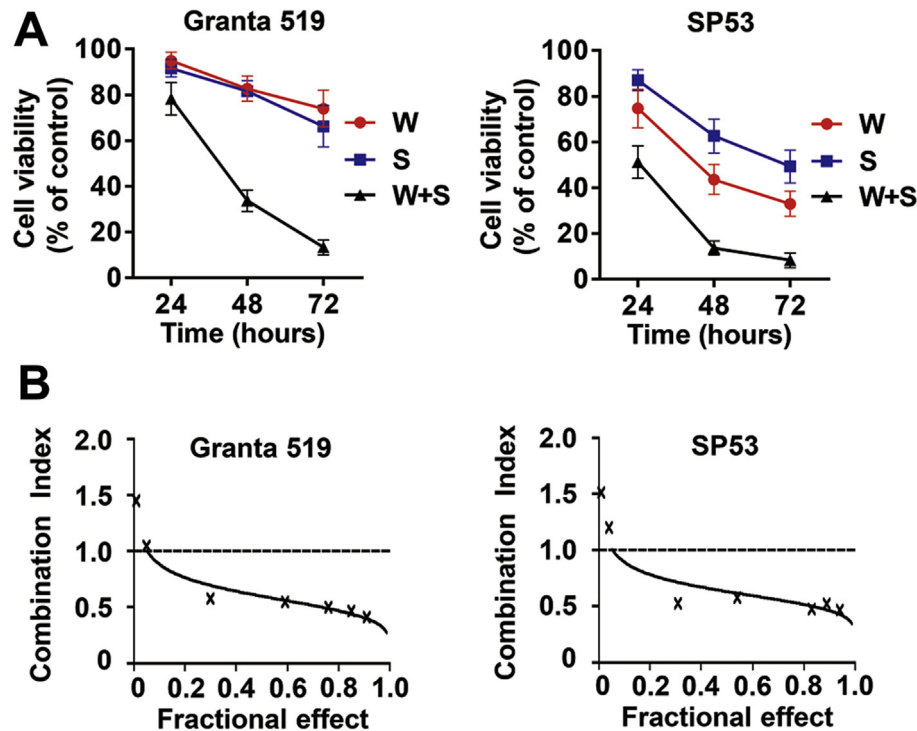 A
Granta 519
SP53
Cell viability
(% of control)
100
80
60
40
20
0
24 48 72
Time (hours)
W
S
W+S
Cell viability
(% of control)
100
80
60
40
20
0
24 48 72
Time (hours)
W
S
W+S
B
Granta 519
SP53
Combination Index
2.0
1.5
1.0
0.5
0
0 0.2 0.4 0.6 0.8 1.0
Fractional effect
Combination Index
2.0
1.5
1.0
0.5
0
0 0.2 0.4 0.6 0.8 1.0
Fractional effect